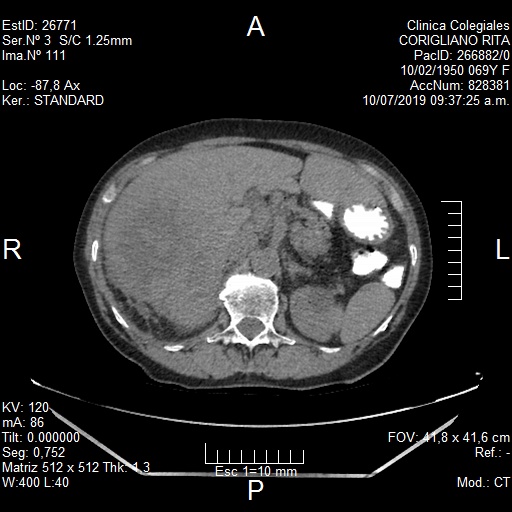 EstID: 26771
Ser.Nº 3 S/C 1.25mm
Ima.Nº 111
Loc: -87,8 Ax
Ker.: STANDARD
A
Clinica Colegiales
CORIGLIANO RITA
PacID: 266882/0
10/02/1950 069Y F
AccNum: 828381
10/07/2019 09:37:25 a.m.
R
L
KV: 120
mA: 86
Tilt: 0.000000
Seg: 0,752
Matriz 512 x 512 Thk: 1.3
W:400 L:40
Esc 1=10 mm
P
FOV: 41,8 x 41,6 cm
Ref.: -
Mod.: CT